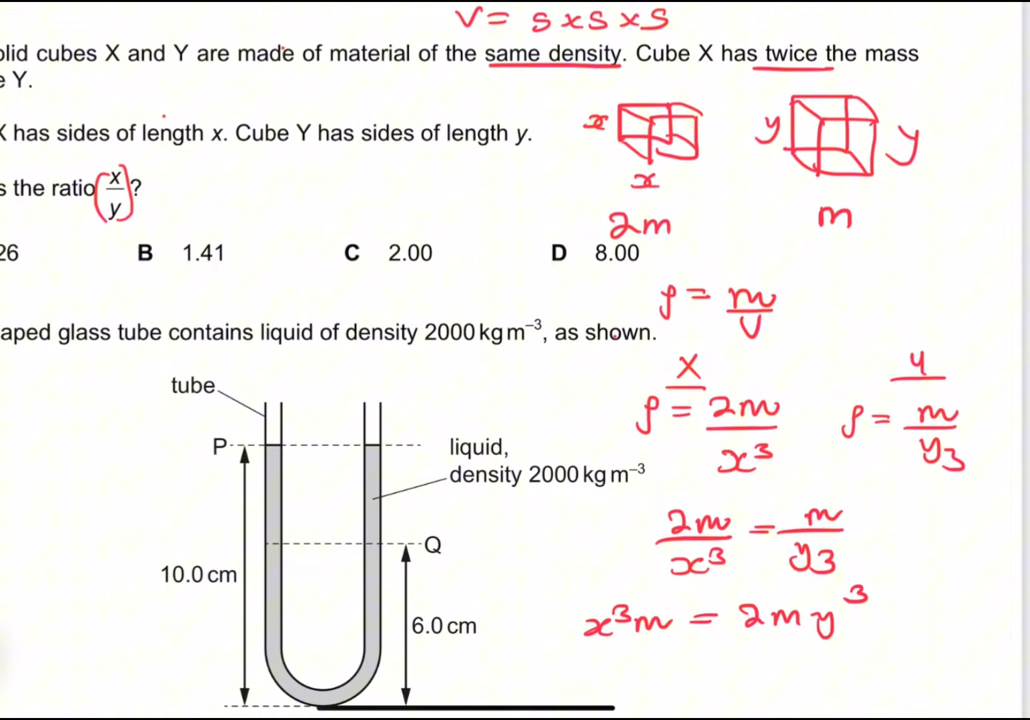 V = s x s x s
olid cubes X and Y are made of material of the same density. Cube X has twice the mass
e Y.
X has sides of length x. Cube Y has sides of length y.
x
y
y
s the ratio (x/y)?
x
2m
m
26 B 1.41 C 2.00 D 8.00
ρ = m/V
aped glass tube contains liquid of density 2000 kg m⁻³, as shown.
X
ρ = 2m/x³
y
ρ = m/y3
tube
P
liquid,
density 2000 kg m⁻³
2m/x³ = m/y3
Q
10.0 cm
6.0 cm
x³m = 2my³